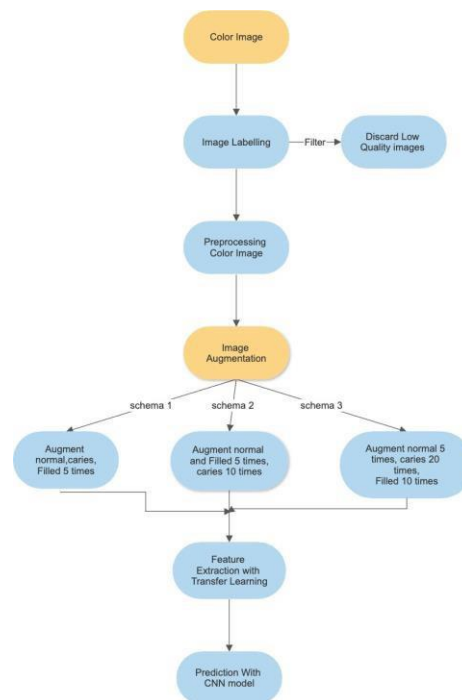 Color Image
Image Labelling
Filter
Discard Low
Quality images
Preprocessing
Color Image
Image
Augmentation
schema 1
schema 2
schema 3
Augment
normal,caries,
Filled 5 times
Augment normal
and Filled 5 times,
caries 10 times
Augment normal 5
times, caries 20
times,
Filled 10 times
Feature
Extraction with
Transfer Learning
Prediction With
CNN model